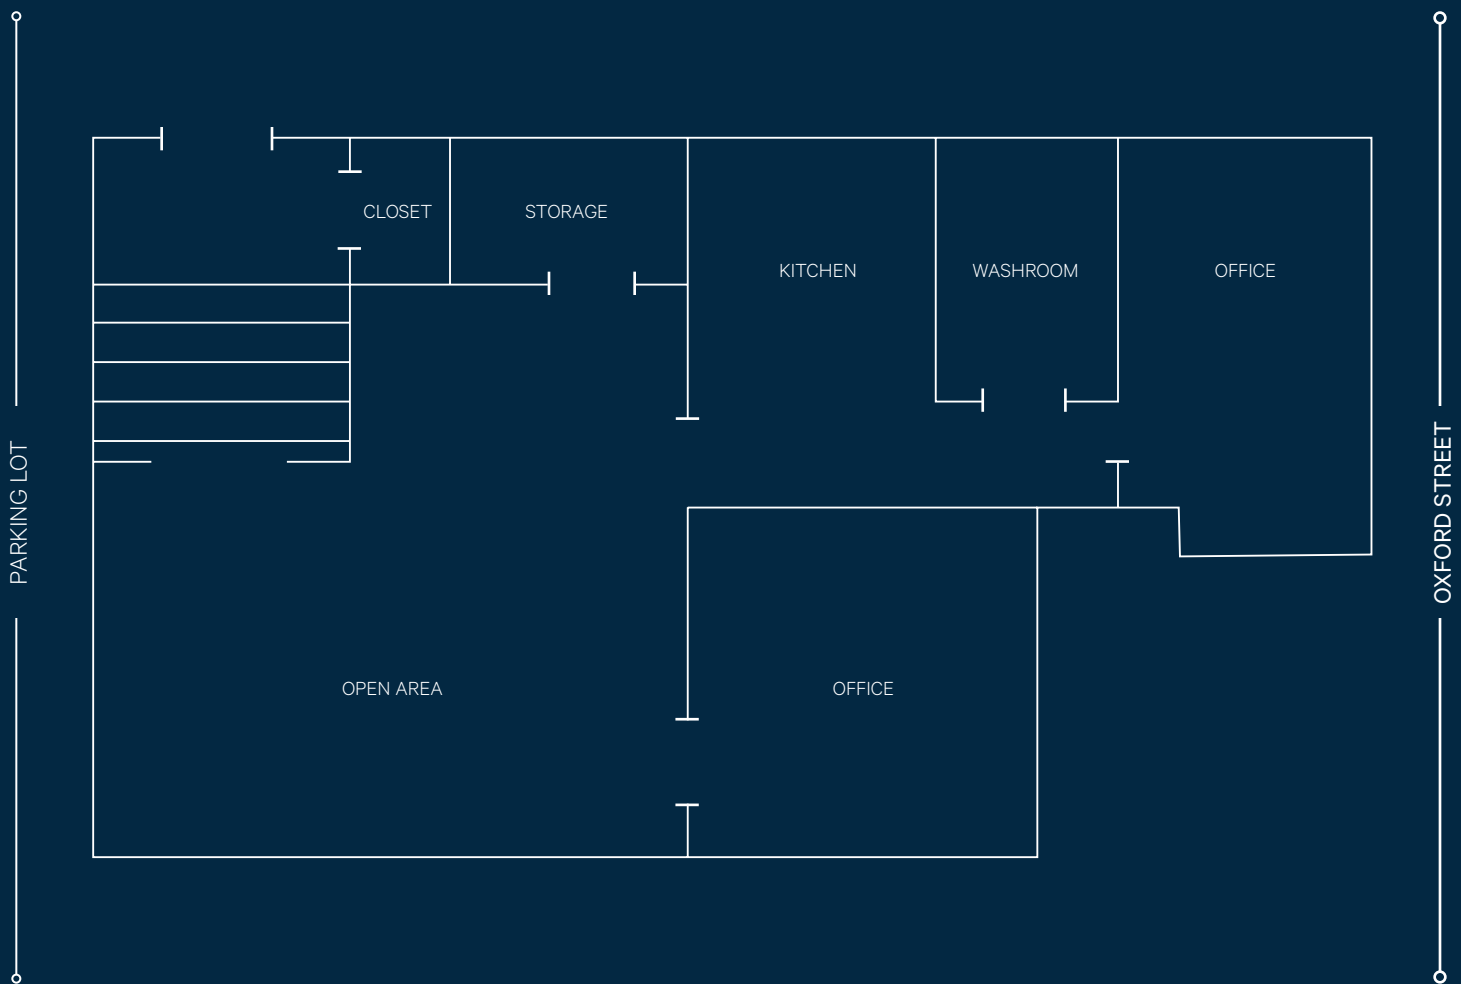 CLOSET
STORAGE
KITCHEN
WASHROOM
OFFICE
PARKING LOT
OXFORD STREET
OPEN AREA
OFFICE